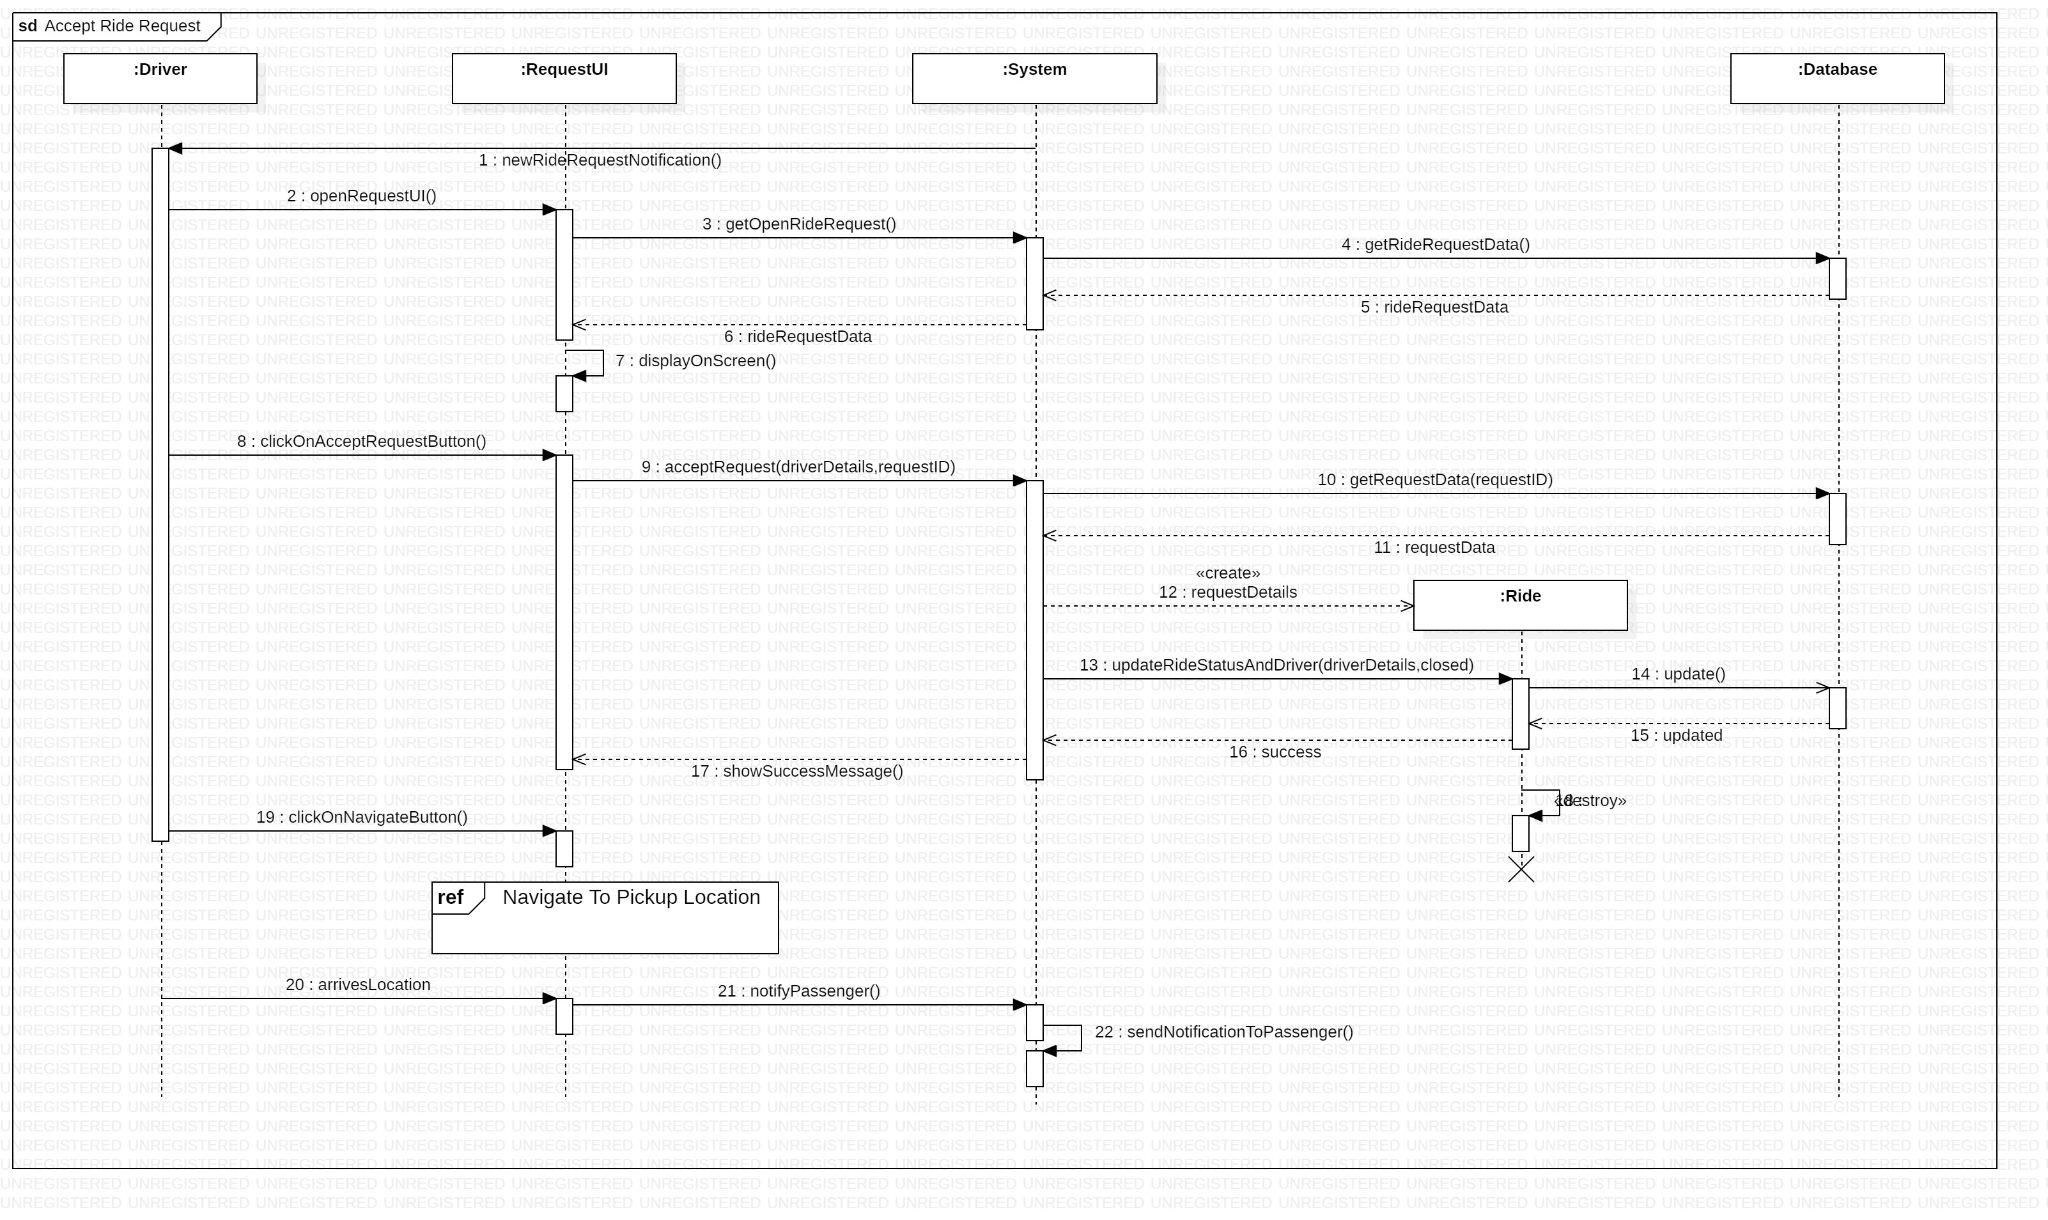 sd Accept Ride Request
:Driver
:RequestUI
:System
:Database
1 : newRideRequestNotification()
2 : openRequestUI()
3 : getOpenRideRequest()
4 : getRideRequestData()
5 : rideRequestData
6 : rideRequestData
7 : displayOnScreen()
8 : clickOnAcceptRequestButton()
9 : acceptRequest(driverDetails,requestID)
10 : getRequestData(requestID)
11 : requestData
«create»
12 : requestDetails
:Ride
13 : updateRideStatusAndDriver(driverDetails,closed)
14 : update()
15 : updated
16 : success
17 : showSuccessMessage()
18 :
«destroy»
19 : clickOnNavigateButton()
ref Navigate To Pickup Location
20 : arrivesLocation
21 : notifyPassenger()
22 : sendNotificationToPassenger()
UNREGISTERED